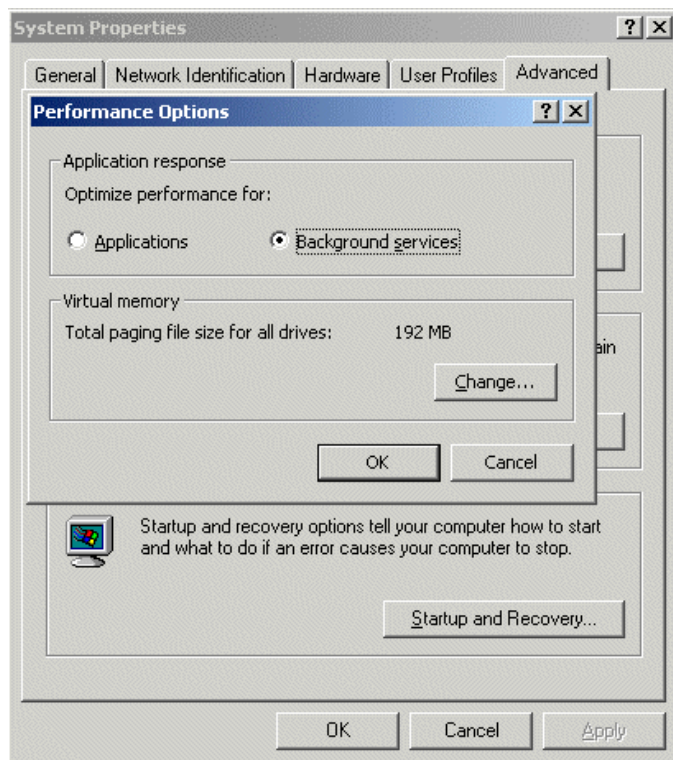 System Properties
General Network Identification Hardware User Profiles Advanced
Performance Options
Application response
Optimize performance for:
Applications Background services
Virtual memory
Total paging file size for all drives: 192 MB
ain
Change...
OK Cancel
Startup and recovery options tell your computer how to start
and what to do if an error causes your computer to stop.
Startup and Recovery...
OK Cancel Apply